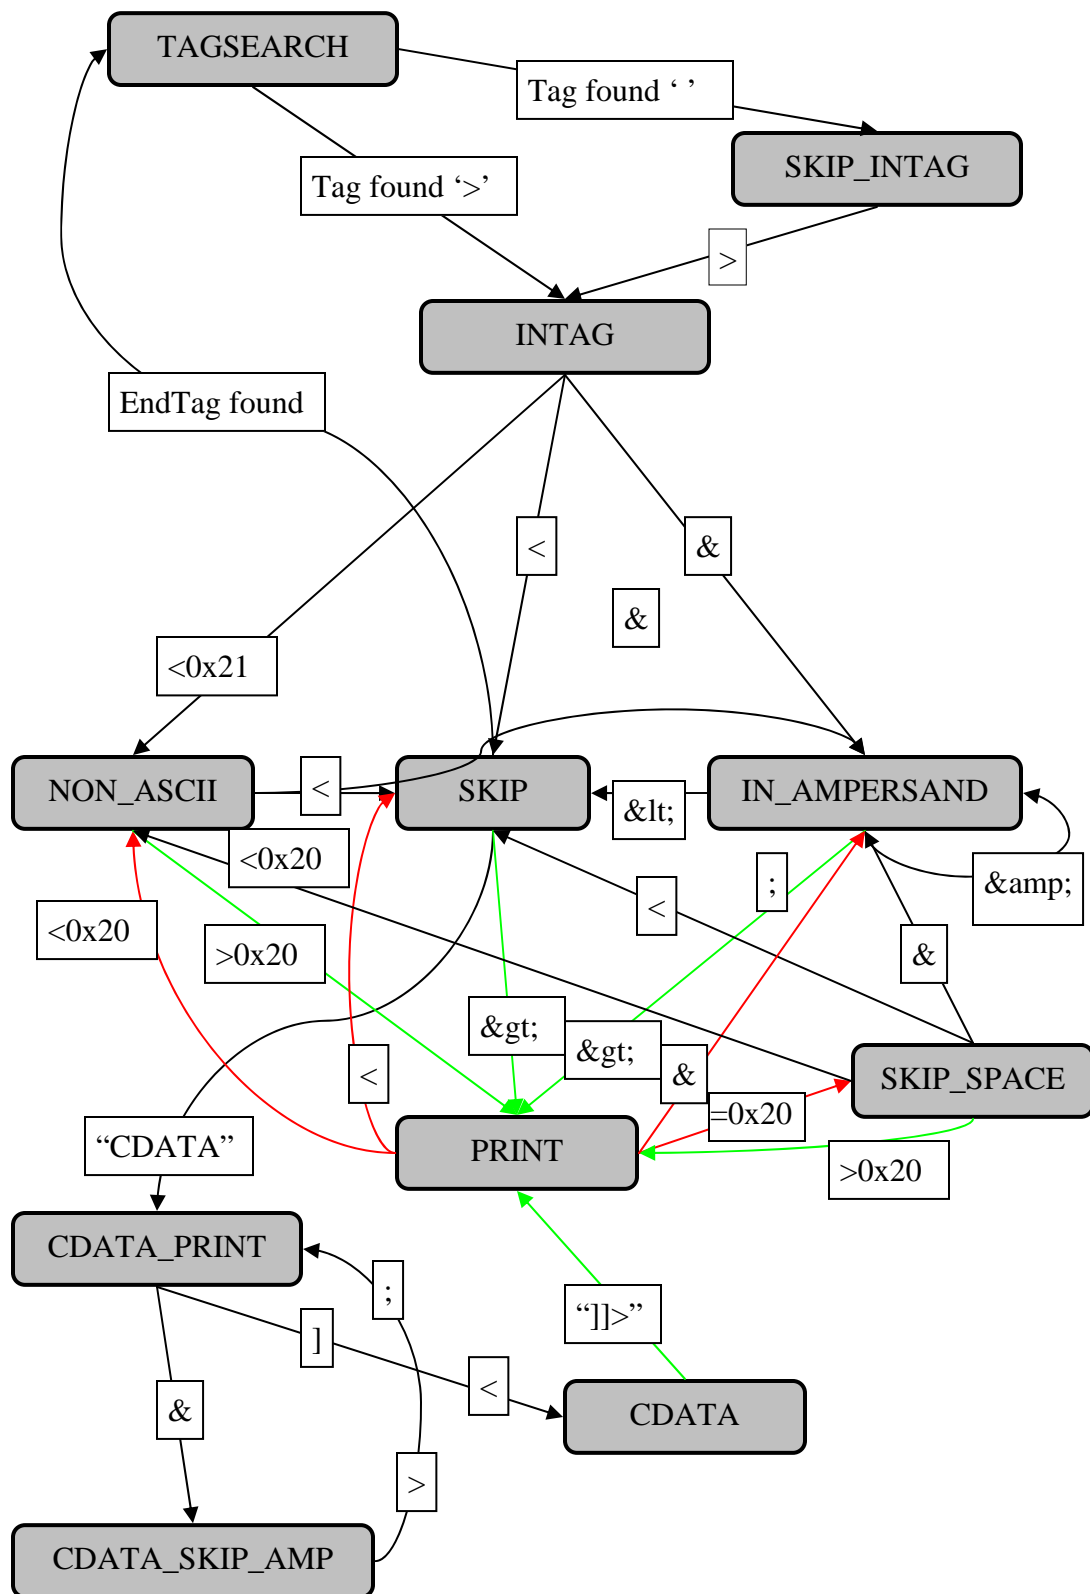 TAGSEARCH
Tag found ‘ ’
SKIP_INTAG
Tag found ‘>’
>
INTAG
EndTag found
<
&
&
<0x21
NON_ASCII
<
SKIP
&lt;
IN_AMPERSAND
<0x20
&amp;
;
<
<0x20
>0x20
&
&gt;
&gt;
&
<
SKIP_SPACE
=0x20
“CDATA”
PRINT
>0x20
CDATA_PRINT
;
“]]>”
]
<
&
CDATA
>
CDATA_SKIP_AMP